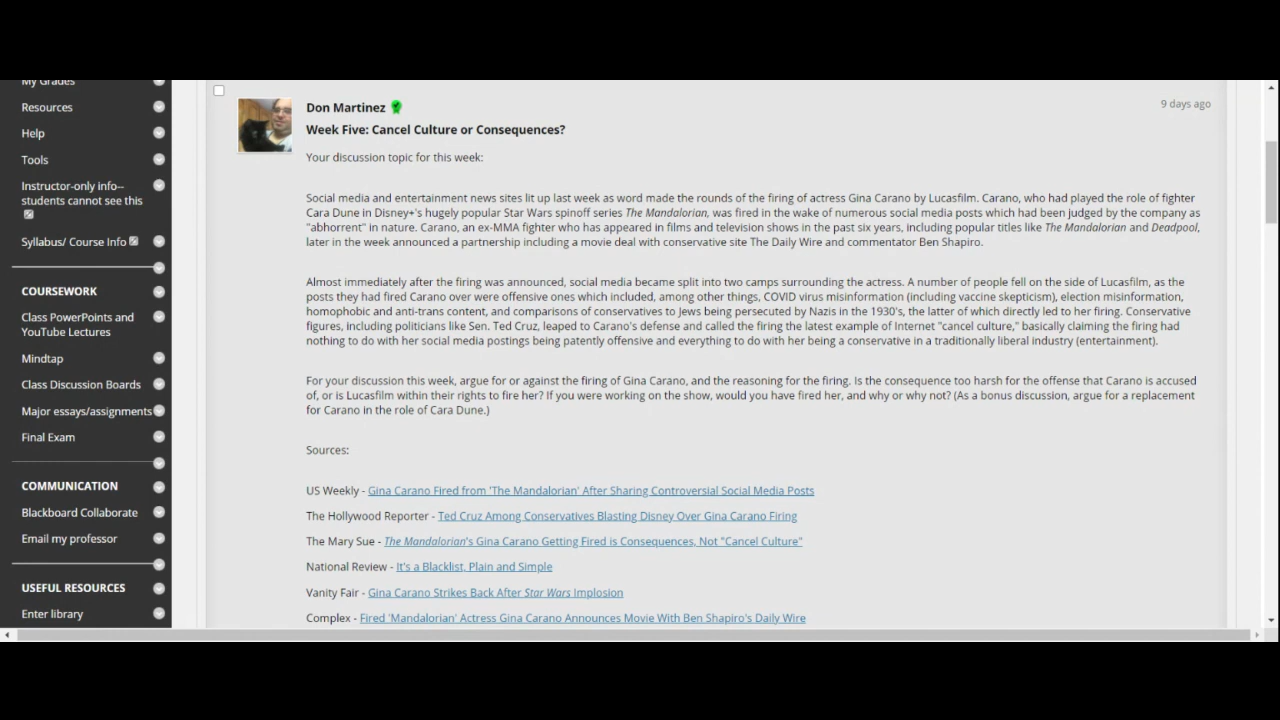 My Grades
Resources
Help
Tools
Instructor-only info--
students cannot see this
Syllabus/ Course Info
COURSEWORK
Class PowerPoints and
YouTube Lectures
Mindtap
Class Discussion Boards
Major essays/assignments
Final Exam
COMMUNICATION
Blackboard Collaborate
Email my professor
USEFUL RESOURCES
Enter library
Don Martinez
9 days ago
Week Five: Cancel Culture or Consequences?
Your discussion topic for this week:
Social media and entertainment news sites lit up last week as word made the rounds of the firing of actress Gina Carano by Lucasfilm. Carano, who had played the role of fighter
Cara Dune in Disney+'s hugely popular Star Wars spinoff series The Mandalorian, was fired in the wake of numerous social media posts which had been judged by the company as
"abhorrent" in nature. Carano, an ex-MMA fighter who has appeared in films and television shows in the past six years, including popular titles like The Mandalorian and Deadpool,
later in the week announced a partnership including a movie deal with conservative site The Daily Wire and commentator Ben Shapiro.
Almost immediately after the firing was announced, social media became split into two camps surrounding the actress. A number of people fell on the side of Lucasfilm, as the
posts they had fired Carano over were offensive ones which included, among other things, COVID virus misinformation (including vaccine skepticism), election misinformation,
homophobic and anti-trans content, and comparisons of conservatives to Jews being persecuted by Nazis in the 1930's, the latter of which directly led to her firing. Conservative
figures, including politicians like Sen. Ted Cruz, leaped to Carano's defense and called the firing the latest example of Internet "cancel culture," basically claiming the firing had
nothing to do with her social media postings being patently offensive and everything to do with her being a conservative in a traditionally liberal industry (entertainment).
For your discussion this week, argue for or against the firing of Gina Carano, and the reasoning for the firing. Is the consequence too harsh for the offense that Carano is accused
of, or is Lucasfilm within their rights to fire her? If you were working on the show, would you have fired her, and why or why not? (As a bonus discussion, argue for a replacement
for Carano in the role of Cara Dune.)
Sources:
US Weekly - Gina Carano Fired from 'The Mandalorian' After Sharing Controversial Social Media Posts
The Hollywood Reporter - Ted Cruz Among Conservatives Blasting Disney Over Gina Carano Firing
The Mary Sue - The Mandalorian's Gina Carano Getting Fired is Consequences, Not "Cancel Culture"
National Review - It's a Blacklist, Plain and Simple
Vanity Fair - Gina Carano Strikes Back After Star Wars Implosion
Complex - Fired 'Mandalorian' Actress Gina Carano Announces Movie With Ben Shapiro's Daily Wire